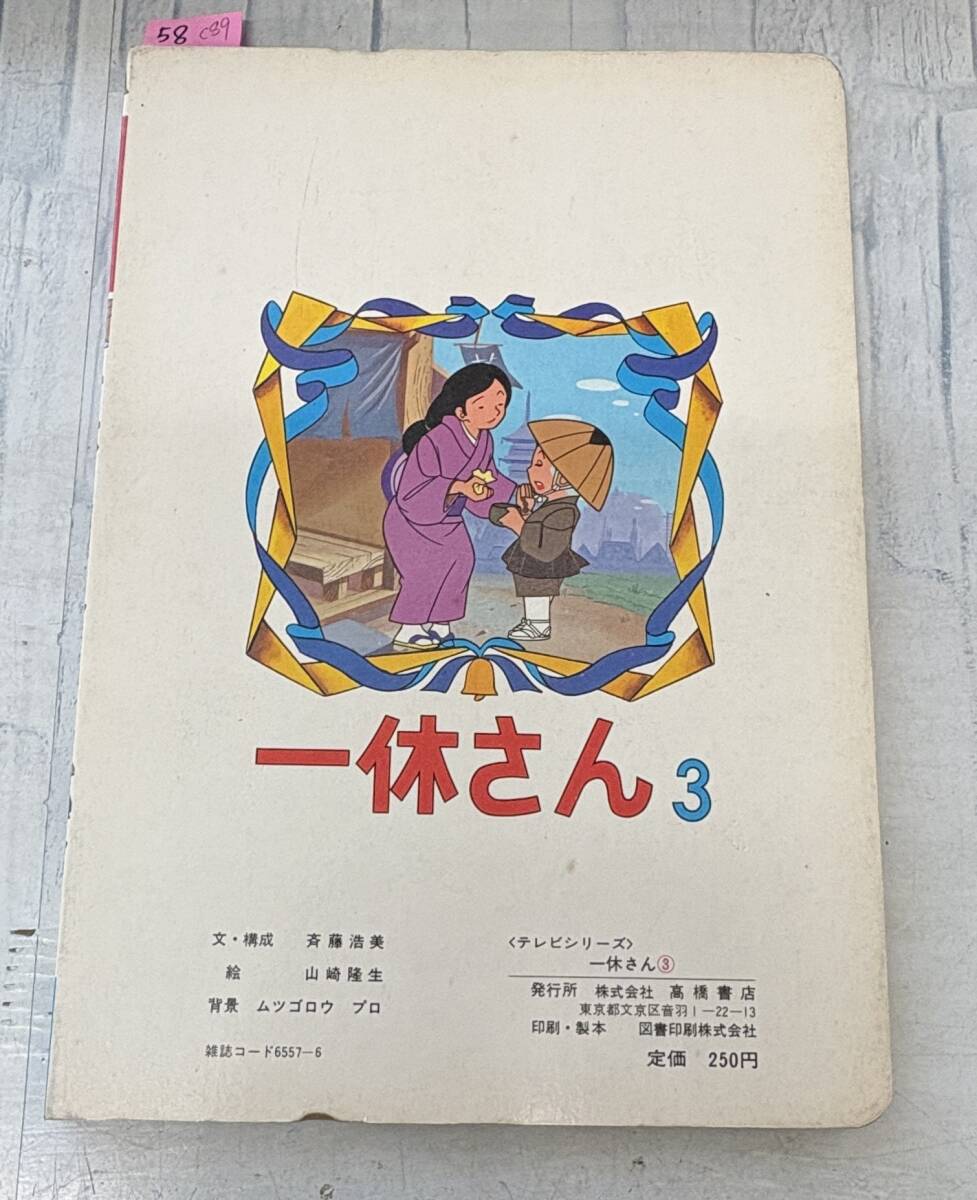 58 C89
一休さん 3
文・構成 斉藤浩美
絵 山崎隆生
背景 ムツゴロウ プロ
雑誌コード6557-6
〈テレビシリーズ〉
一休さん③
発行所 株式会社 高橋書店
東京都文京区音羽1-22-13
印刷・製本 図書印刷株式会社
定価 250円